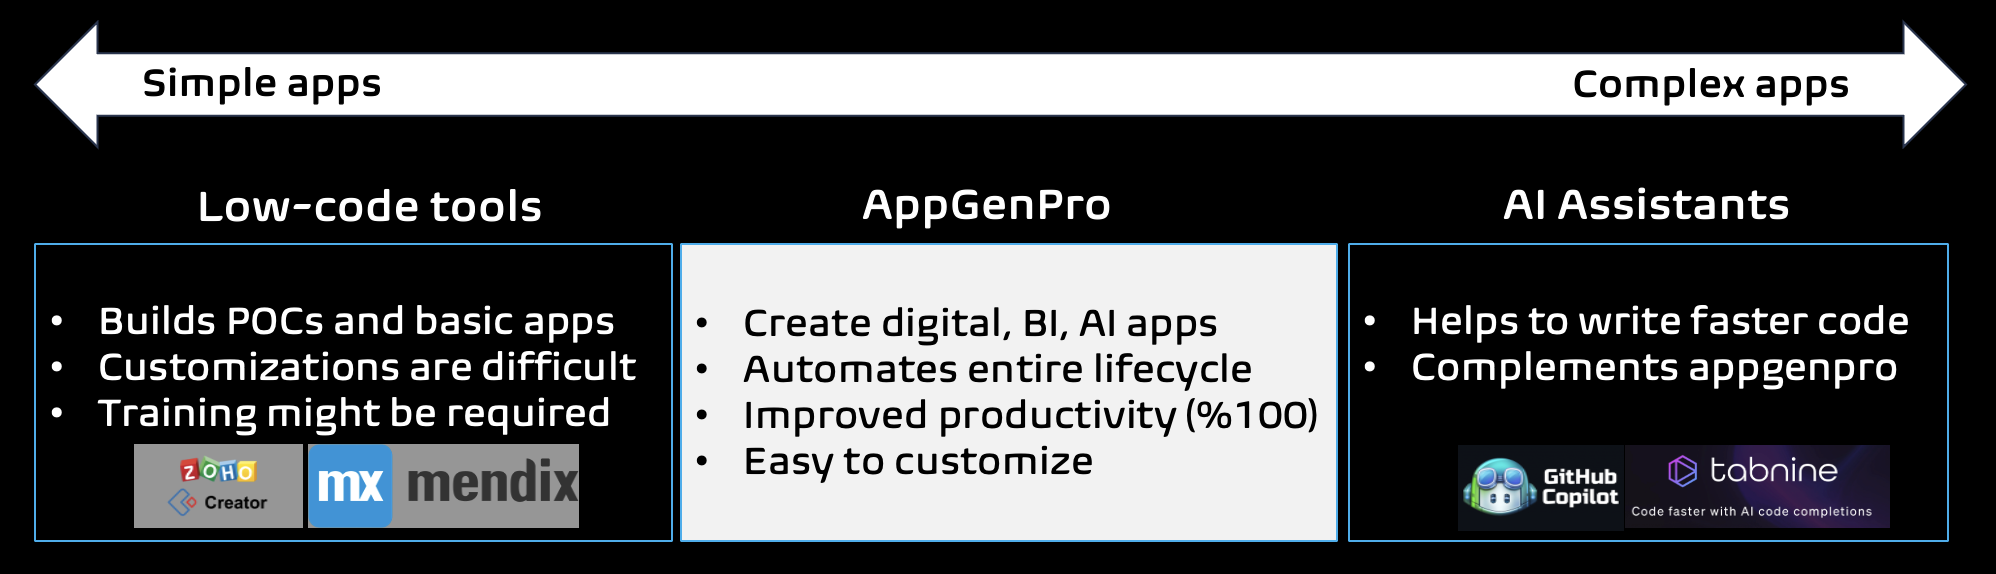 Simple apps
Complex apps
Low-code tools
• Builds POCs and basic apps
• Customizations are difficult
• Training might be required
ZOHO
Creator
mx mendix
AppGenPro
• Create digital, BI, AI apps
• Automates entire lifecycle
• Improved productivity (%100)
• Easy to customize
AI Assistants
• Helps to write faster code
• Complements appgenpro
GitHub
Copilot
tabnine
Code faster with AI code completions